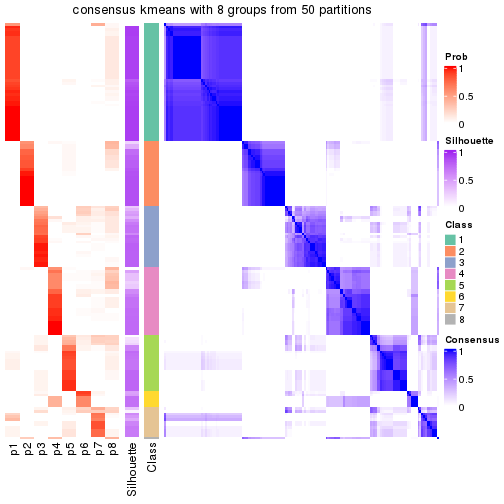 consensus kmeans with 8 groups from 50 partitions
Prob
1
0.5
0
Silhouette
1
0.5
0
Class
1
2
3
4
5
6
7
8
Consensus
1
0.5
0
p1
p2
p3
p4
p5
p6
p7
p8
Silhouette
Class